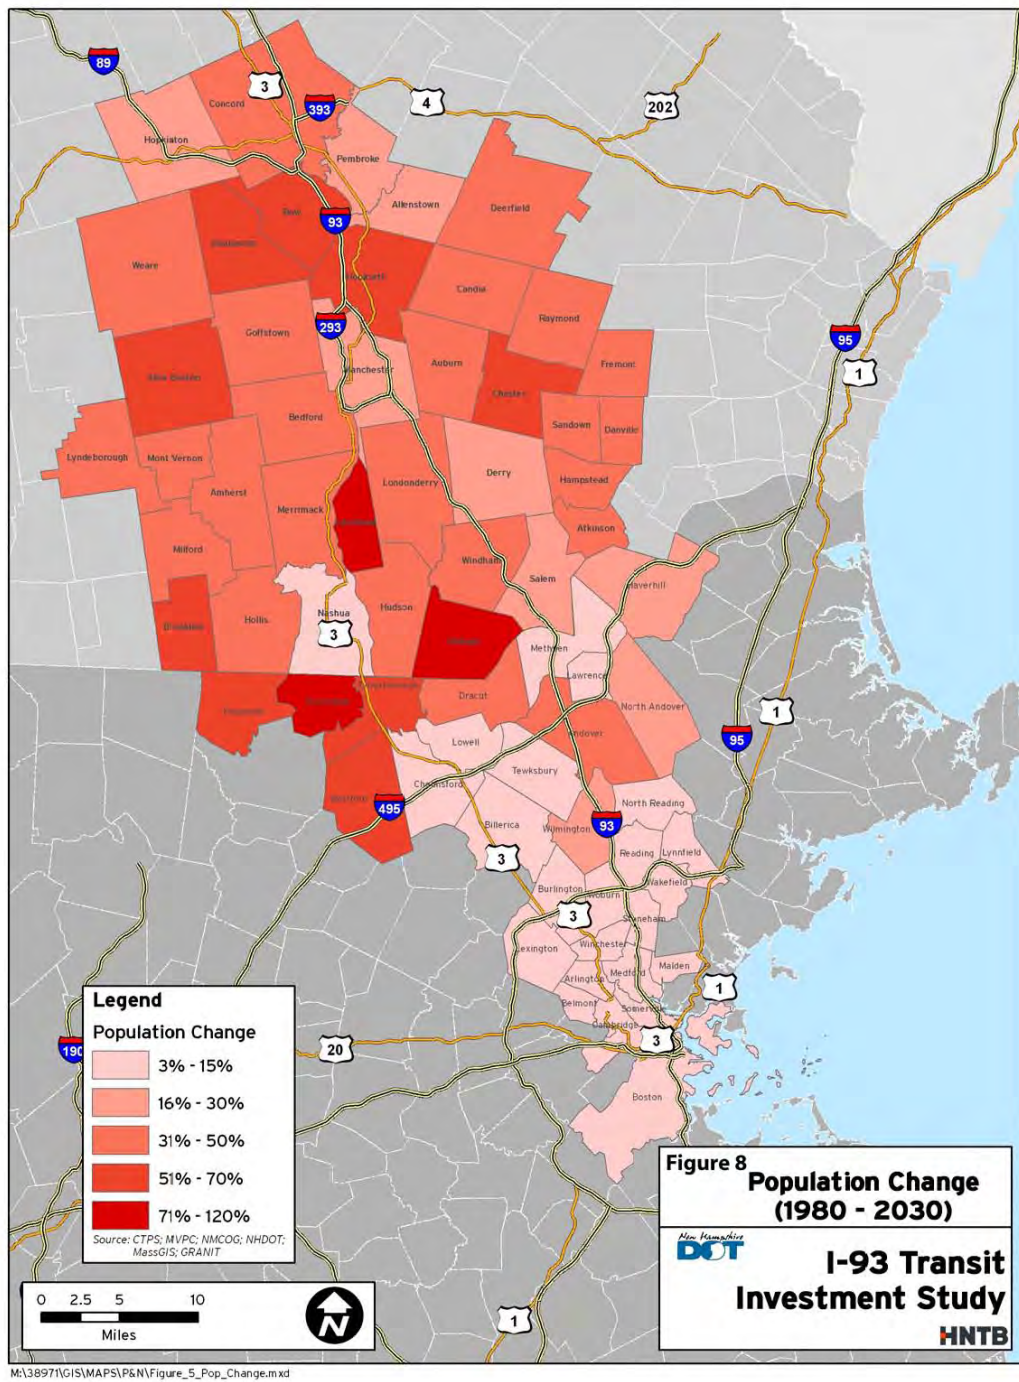 89
3
Concord
393
4
202
Hopkinton
Pembroke
Allenstown
Deerfield
Bow
93
Weare
Hooksett
Candia
Raymond
293
Goffstown
95
Manchester
Auburn
Fremont
1
Chester
Bedford
Sandown
Danville
Lyndeborough
Mont Vernon
Derry
Amherst
Londonderry
Hampstead
Merrimack
Atkinson
Milford
Windham
Salem
Haverhill
Brookline
Hollis
Nashua
Hudson
3
Methuen
Lawrence
Dracut
North Andover
1
Andover
95
Lowell
Tewksbury
Chelmsford
495
North Reading
Billerica
Wilmington
93
Reading
Lynnfield
3
Burlington
Wakefield
Woburn
3
Stoneham
Lexington
Winchester
Malden
Medford
Arlington
1
Belmont
Somerville
Cambridge
3
20
190
Boston
1
Legend
Population Change
3% - 15%
16% - 30%
31% - 50%
51% - 70%
71% - 120%
Source: CTPS; MVPC; NMCOG; NHDOT;
MassGIS; GRANIT
0 2.5 5 10
Miles
N
Figure 8
Population Change
(1980 - 2030)
New Hampshire
DOT
I-93 Transit
Investment Study
HNTB
M:\38971\GIS\MAPS\P&N\Figure_5_Pop_Change.mxd